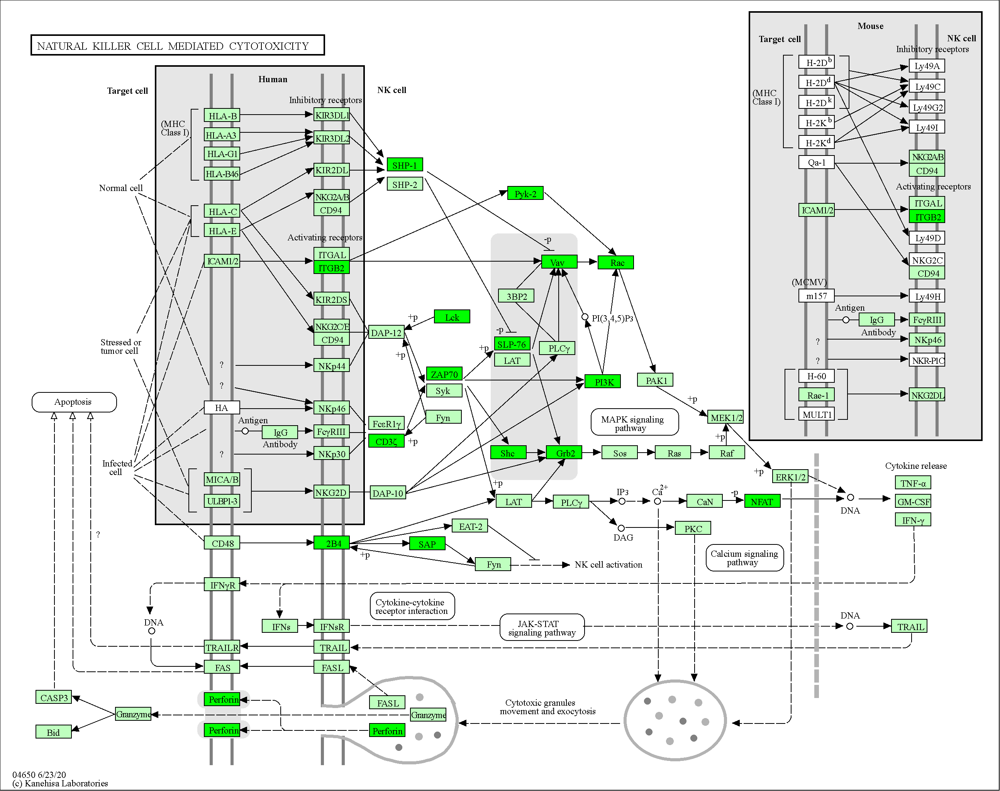 NATURAL KILLER CELL MEDIATED CYTOTOXICITY
Target cell
Human
NK cell
Inhibitory receptors
(MHC
Class I)
HLA-B
KIR3DL1
HLA-A3
KIR3DL2
HLA-G1
HLA-B46
KIR2DL
SHP-1
SHP-2
Normal cell
NKG2A/B
CD94
HLA-C
HLA-E
Pyk-2
Activating receptors
ITGAL
ITGB2
ICAM1/2
-p
Vav
Rac
3BP2
KIR2DS
Lck
+p
PI(3,4,5)P3
NKG2C/E
CD94
DAP-12
-p
SLP-76
LAT
PLCγ
+p
+p
Stressed or
tumor cell
?
NKp44
ZAP70
Syk
PI3K
PAK1
?
+p
Apoptosis
HA
NKp46
FcεR1γ
Fyn
MEK1/2
MAPK signaling
pathway
Antigen
IgG
Antibody
FcγRIII
CD3ζ
+p
+p
?
NKp30
Shc
Grb2
Sos
Ras
Raf
Infected
cell
MICA/B
ULBP1-3
NKG2D
DAP-10
+p
+p
ERK1/2
LAT
PLCγ
IP3
Ca2+
CaN
-p
NFAT
DNA
Cytokine release
TNF-α
GM-CSF
IFN-γ
DAG
PKC
EAT-2
?
CD48
2B4
SAP
+p
Fyn
NK cell activation
Calcium signaling
pathway
IFNγR
Cytokine-cytokine
receptor interaction
DNA
IFNs
IFNsR
JAK-STAT
signaling pathway
DNA
TRAIL
TRAILR
TRAIL
FAS
FASL
CASP3
Perforin
FASL
Granzyme
Granzyme
Cytotoxic granules
movement and exocytosis
Bid
Perforin
Perforin
Mouse
Target cell
NK cell
Inhibitory receptors
(MHC
Class I)
H-2Db
Ly49A
H-2Dd
Ly49C
H-2Dk
Ly49G2
H-2Kb
Ly49I
H-2Kd
Qa-1
NKG2A/B
CD94
Activating receptors
ICAM1/2
ITGAL
ITGB2
Ly49D
NKG2C
CD94
(MCMV)
m157
Ly49H
Antigen
IgG
Antibody
FcγRIII
?
NKp46
?
NKR-P1C
H-60
Rae-1
MULT1
NKG2DL
04650 6/23/20
(c) Kanehisa Laboratories